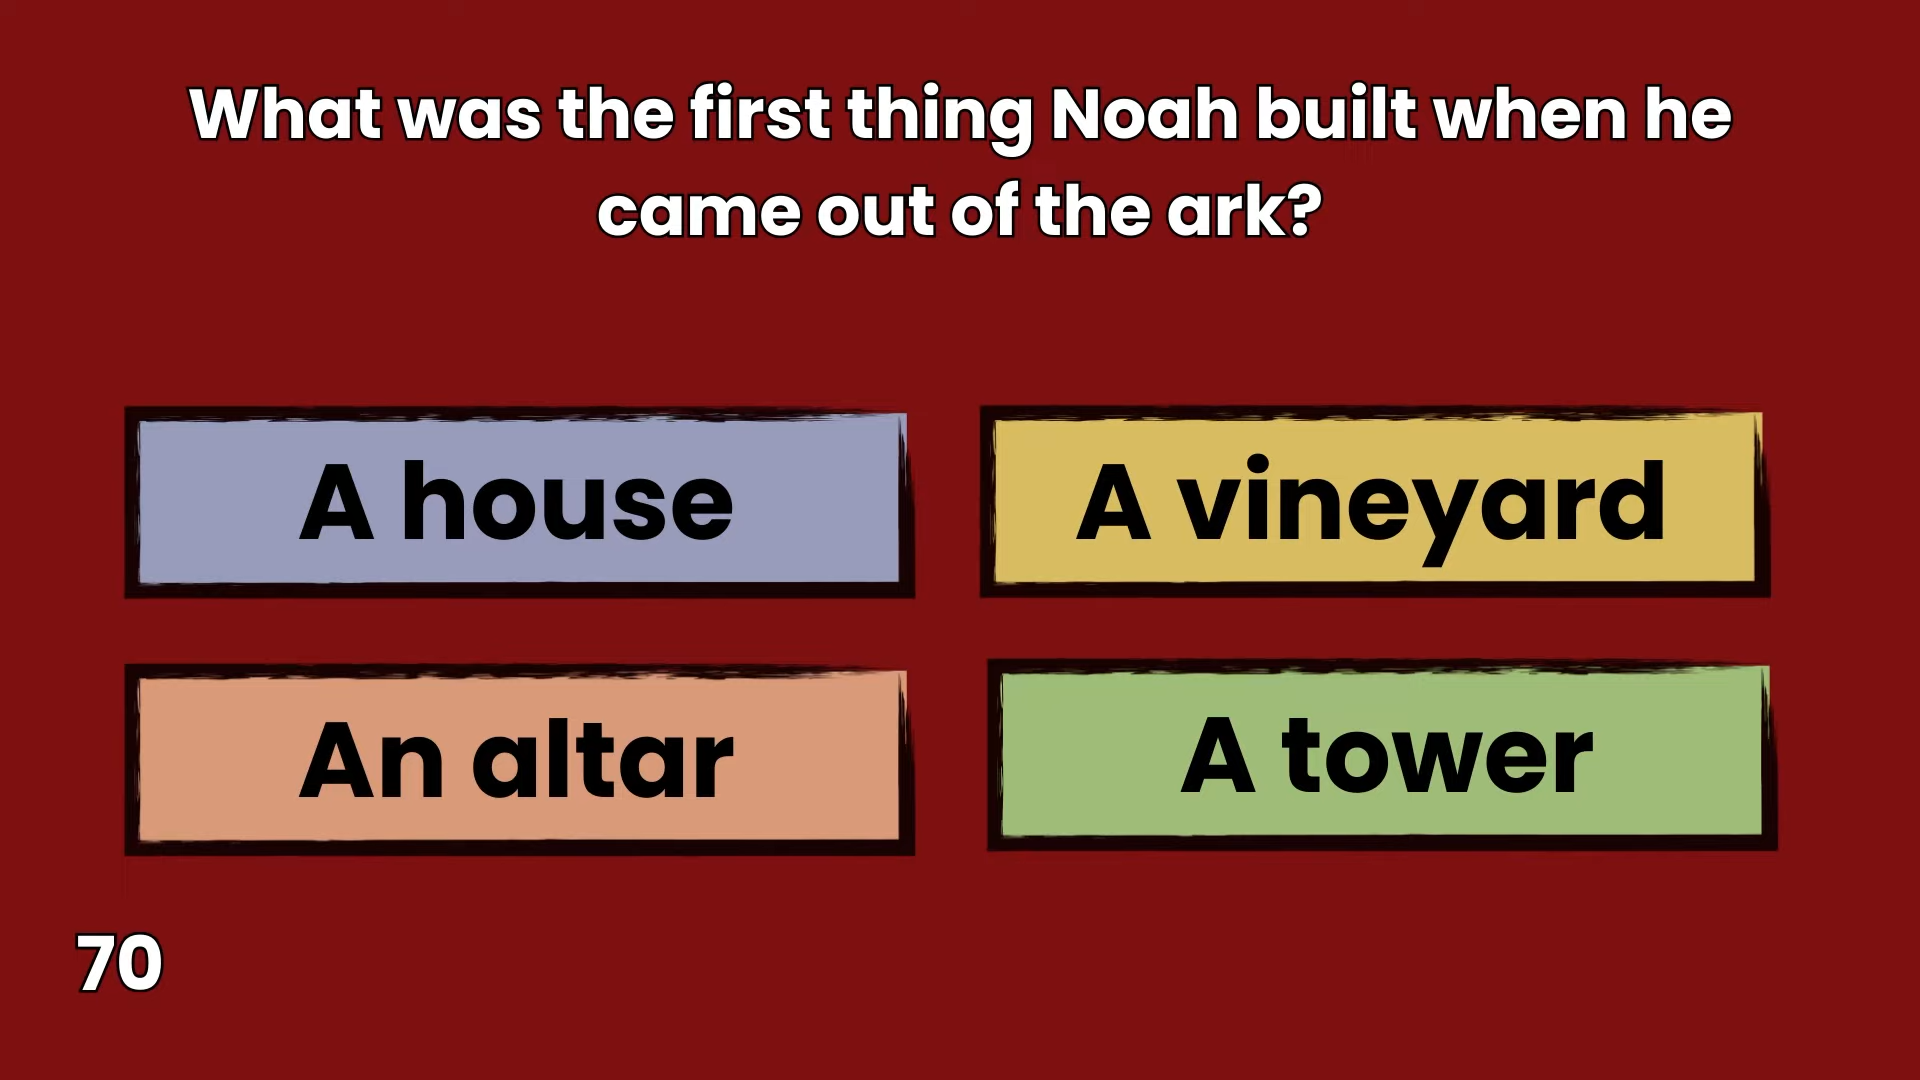 What was the first thing Noah built when he
came out of the ark?
A house
A vineyard
An altar
A tower
70